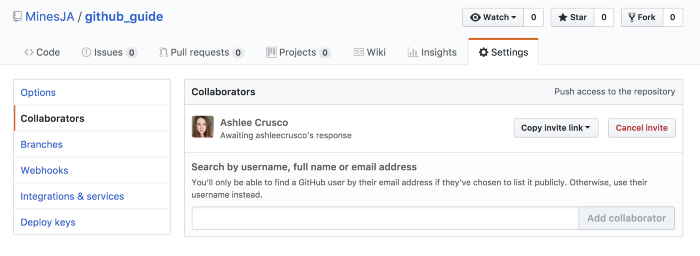 MinesJA / github_guide
Watch 0 Star 0 Fork 0
Code Issues 0 Pull requests 0 Projects 0 Wiki Insights Settings
Options
Collaborators
Branches
Webhooks
Integrations & services
Deploy keys
Collaborators Push access to the repository
Ashlee Crusco
Awaiting ashleecrusco's response
Copy invite link Cancel invite
Search by username, full name or email address
You'll only be able to find a GitHub user by their email address if they've chosen to list it publicly. Otherwise, use their
username instead.
Add collaborator